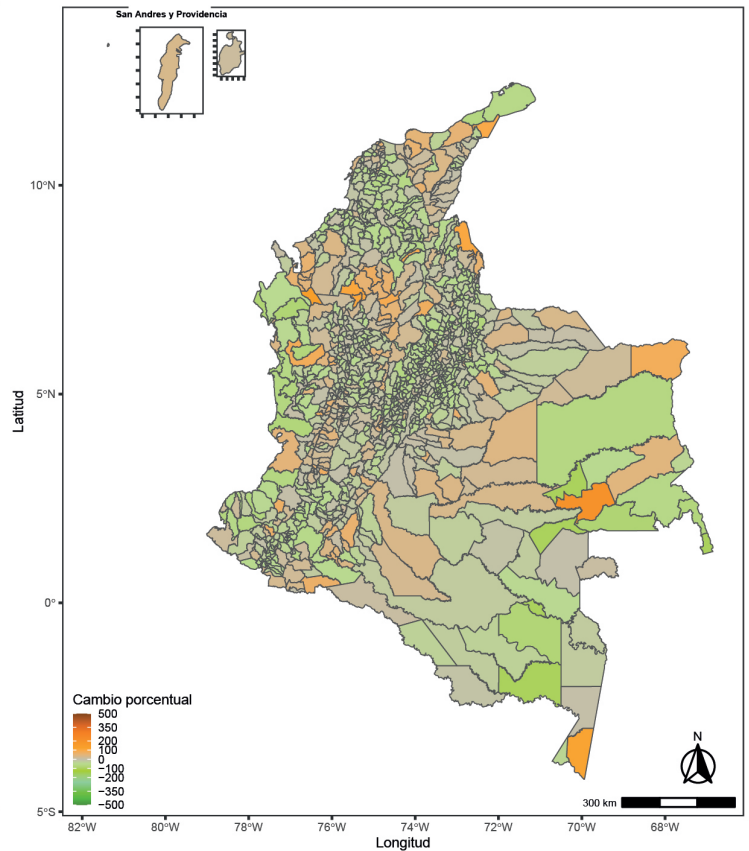 San Andres y Providencia
10°N
5°N
0°
5°S
Latitud
Cambio porcentual
500
350
200
100
0
−100
−200
−350
−500
N
300 km
82°W
80°W
78°W
76°W
74°W
72°W
70°W
68°W
Longitud